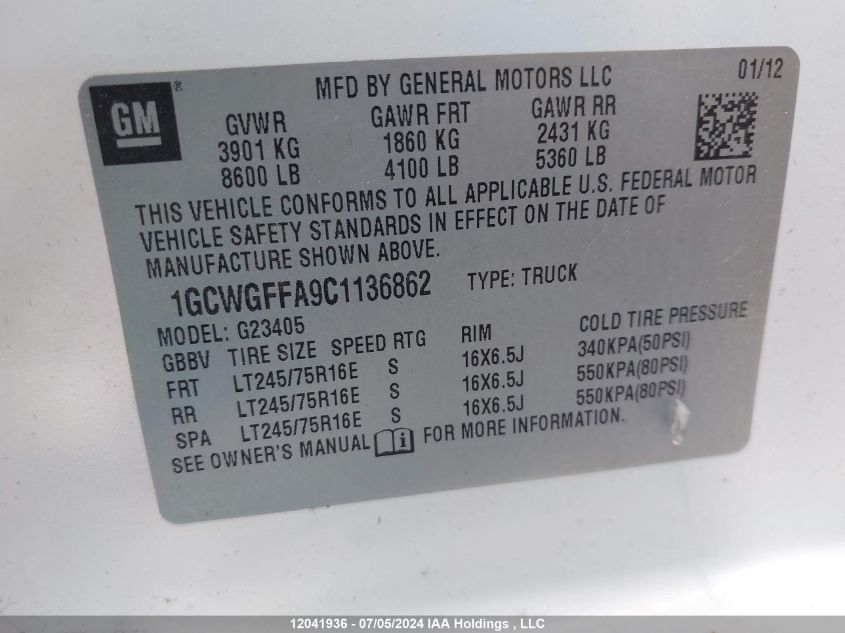 GM ® MFD BY GENERAL MOTORS LLC 01/12
GVWR GAWR FRT GAWR RR
3901 KG 1860 KG 2431 KG
8600 LB 4100 LB 5360 LB
THIS VEHICLE CONFORMS TO ALL APPLICABLE U.S. FEDERAL MOTOR
VEHICLE SAFETY STANDARDS IN EFFECT ON THE DATE OF
MANUFACTURE SHOWN ABOVE.
1GCWGFFA9C1136862 TYPE: TRUCK
MODEL: G23405
GBBV TIRE SIZE SPEED RTG RIM COLD TIRE PRESSURE
FRT LT245/75R16E S 16X6.5J 340KPA(50PSI)
RR LT245/75R16E S 16X6.5J 550KPA(80PSI)
SPA LT245/75R16E S 16X6.5J 550KPA(80PSI)
SEE OWNER'S MANUAL i FOR MORE INFORMATION.
12041936 - 07/05/2024 IAA Holdings , LLC